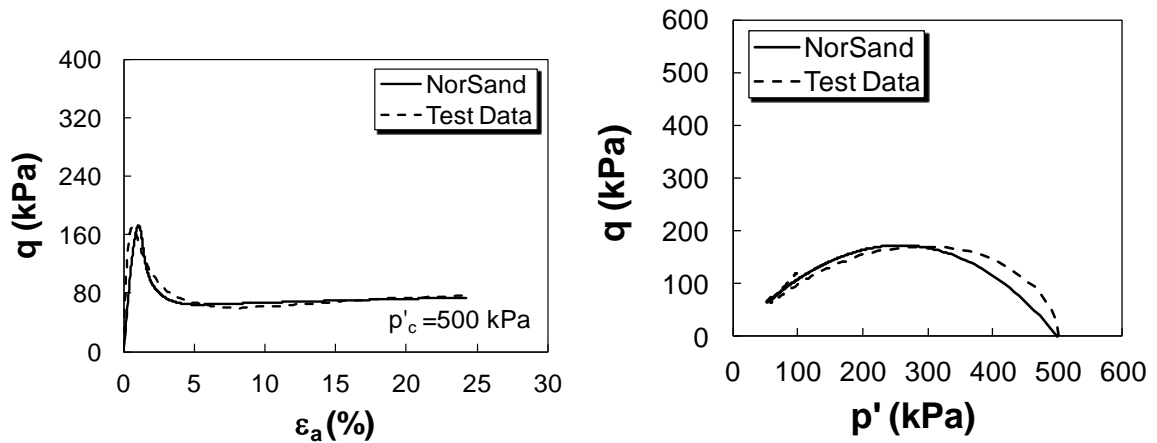 400
320
240
160
80
0
q (kPa)
NorSand
Test Data
p'c =500 kPa
0 5 10 15 20 25 30
εa (%)
600
500
400
300
200
100
0
q (kPa)
NorSand
Test Data
0 100 200 300 400 500 600
p' (kPa)